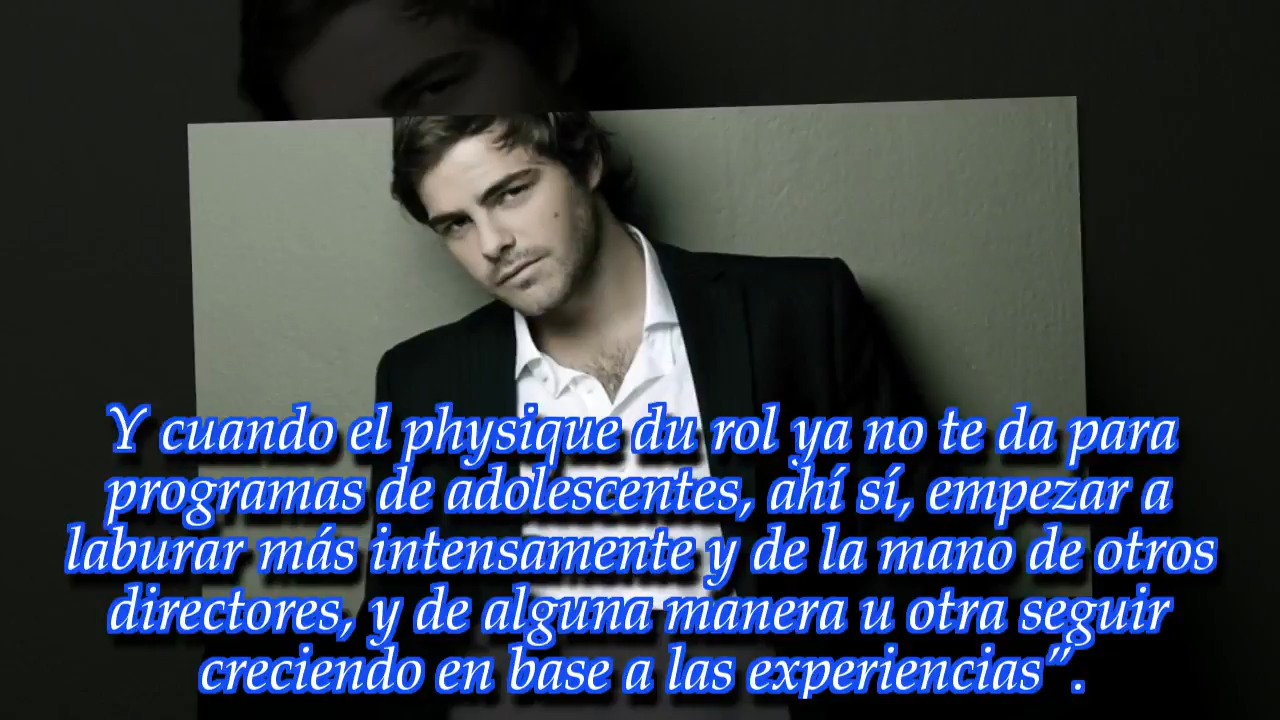 Y cuando el physique du rol ya no te da para
programas de adolescentes, ahí sí, empezar a
laburar más intensamente y de la mano de otros
directores, y de alguna manera u otra seguir
creciendo en base a las experiencias”.